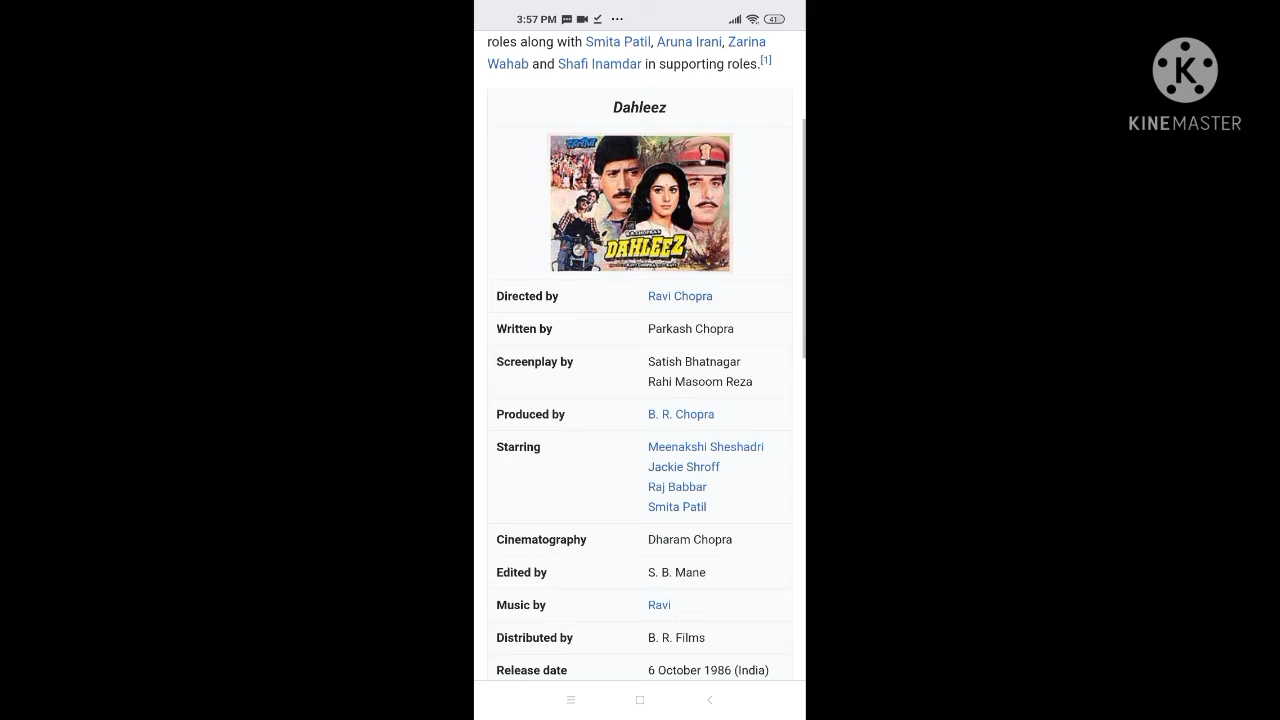 3:57 PM
41
roles along with Smita Patil, Aruna Irani, Zarina
Wahab and Shafi Inamdar in supporting roles.[1]
Dahleez
दहलीज़
B.R. CHOPRA'S
DAHLEEZ
Directed by Ravi Chopra
Written by Parkash Chopra
Screenplay by Satish Bhatnagar
Rahi Masoom Reza
Produced by B. R. Chopra
Starring Meenakshi Sheshadri
Jackie Shroff
Raj Babbar
Smita Patil
Cinematography Dharam Chopra
Edited by S. B. Mane
Music by Ravi
Distributed by B. R. Films
Release date 6 October 1986 (India)
K
KINEMASTER